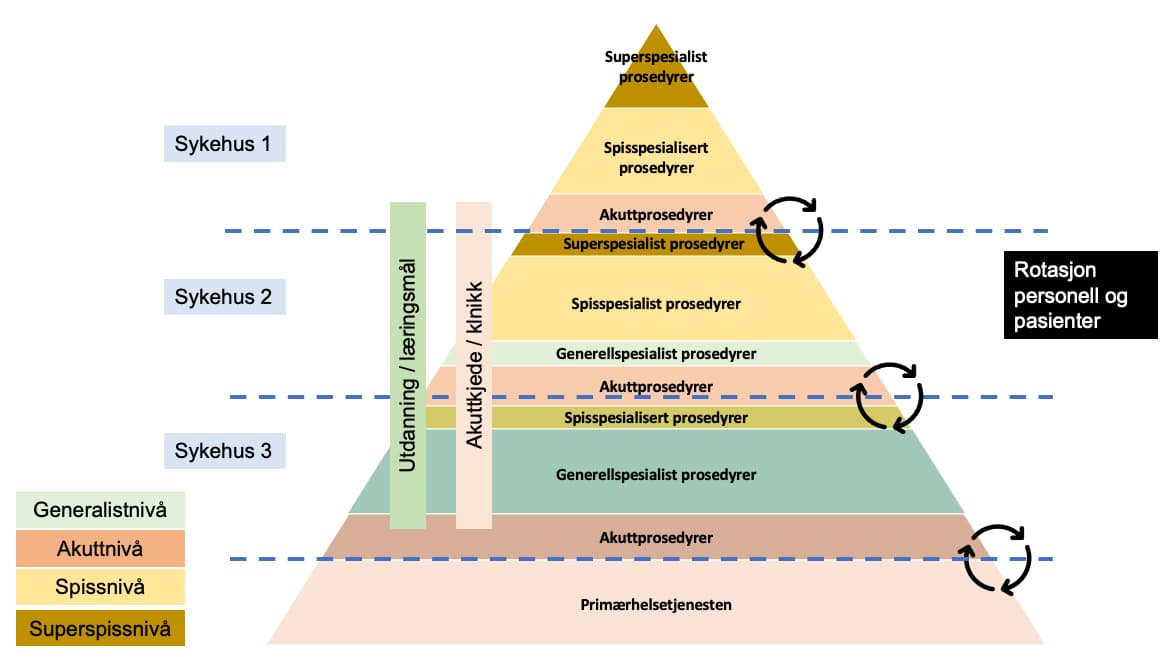 Superspesialist
prosedyrer
Sykehus 1
Spisspesialisert
prosedyrer
Akuttprosedyrer
Superspesialist prosedyrer
Sykehus 2
Spisspesialist prosedyrer
Generellspesialist prosedyrer
Akuttprosedyrer
Spisspesialisert prosedyrer
Sykehus 3
Generellspesialist prosedyrer
Akuttprosedyrer
Primærhelsetjenesten
Utdanning / læringsmål
Akuttkjede / klnikk
Rotasjon
personell og
pasienter
Generalistnivå
Akuttnivå
Spissnivå
Superspissnivå